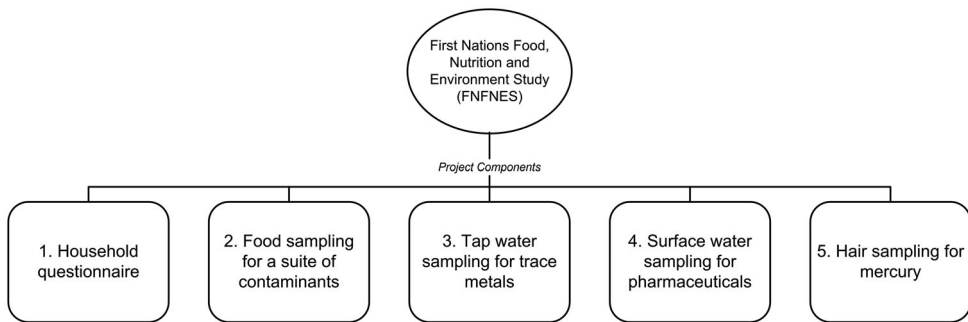 First Nations Food,
Nutrition and
Environment Study
(FNFNES)
Project Components
1. Household
questionnaire
2. Food sampling
for a suite of
contaminants
3. Tap water
sampling for trace
metals
4. Surface water
sampling for
pharmaceuticals
5. Hair sampling for
mercury